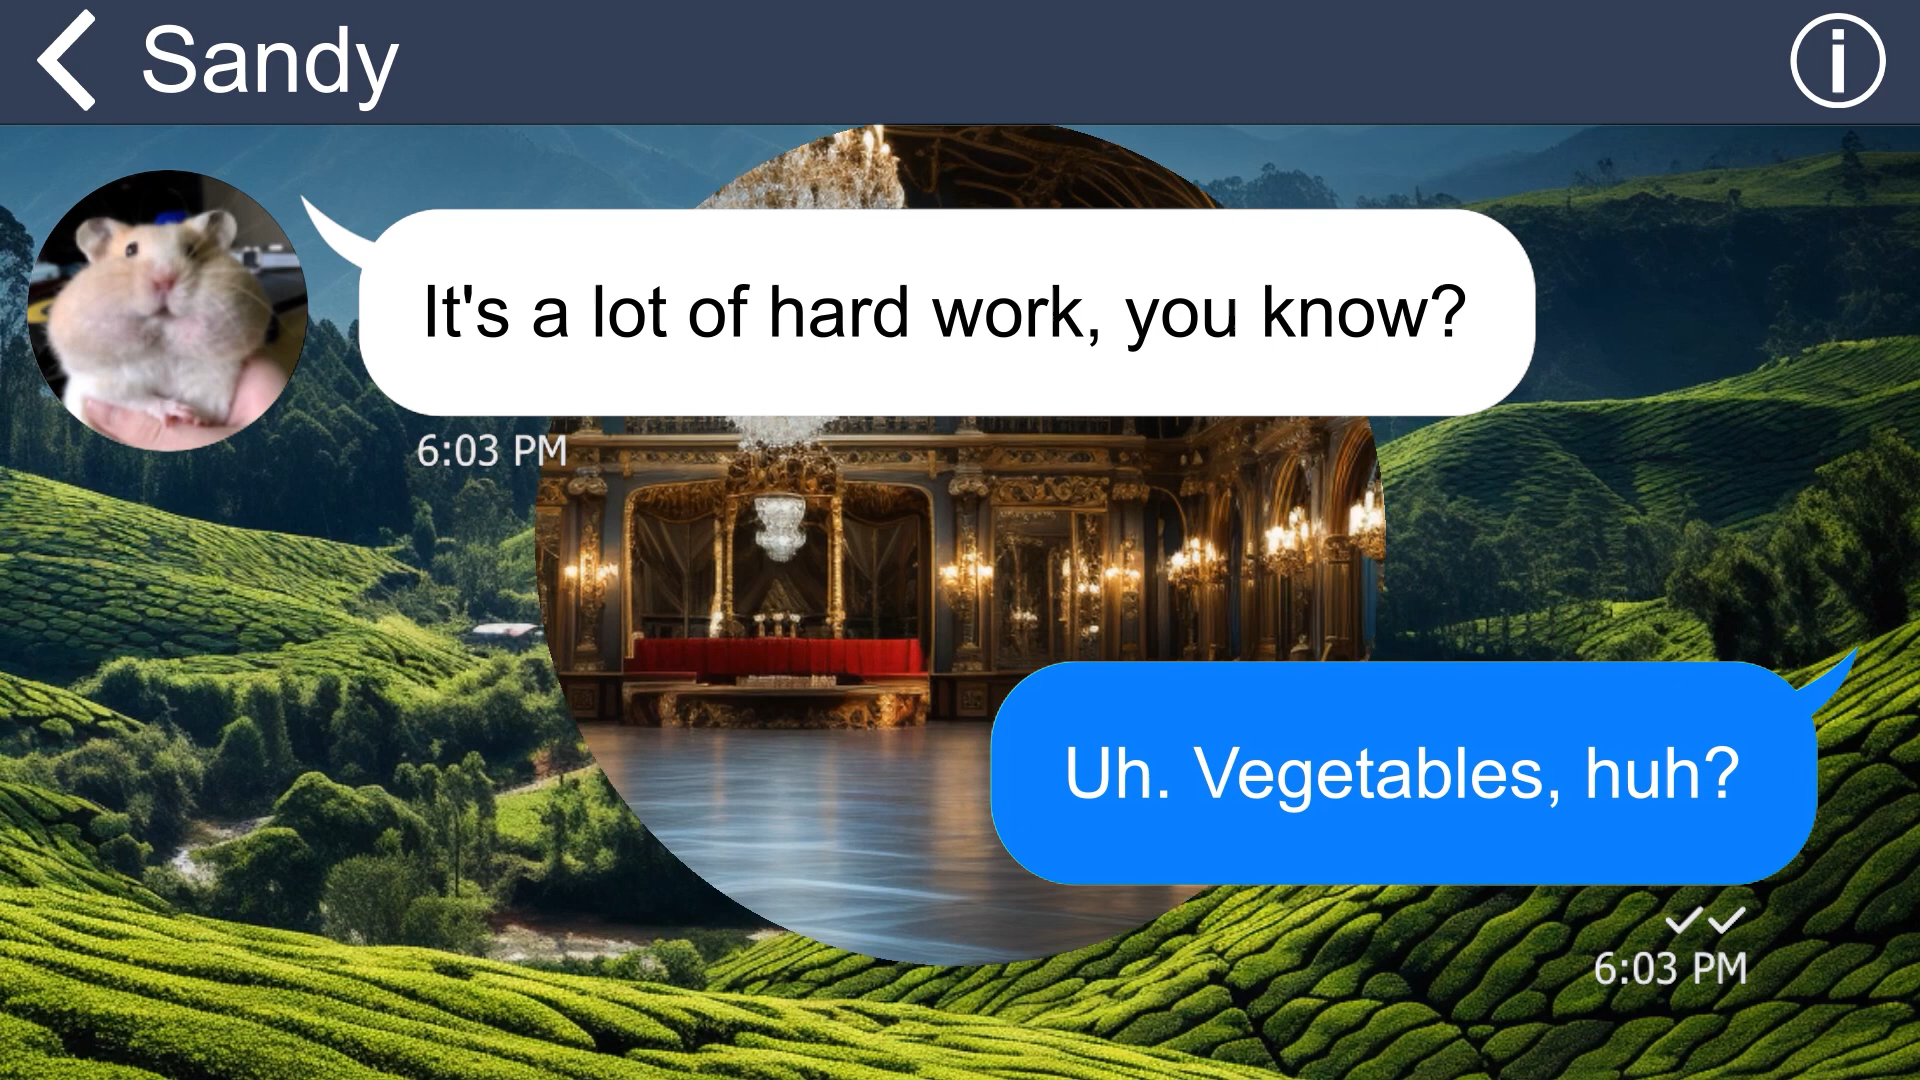 Sandy
It's a lot of hard work, you know?
6:03 PM
Uh. Vegetables, huh?
6:03 PM